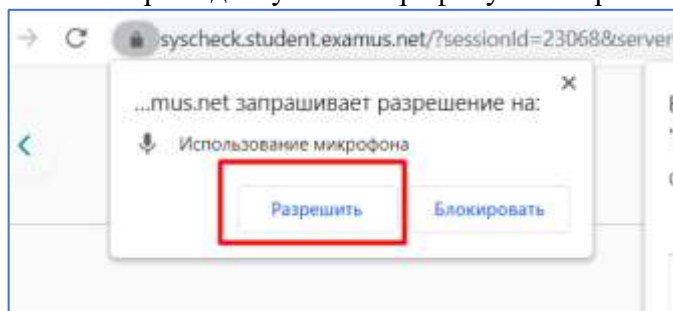 syscheck.student.examus.net/?sessionId=23068&server
...mus.net запрашивает разрешение на:
Использование микрофона
Разрешить Блокировать